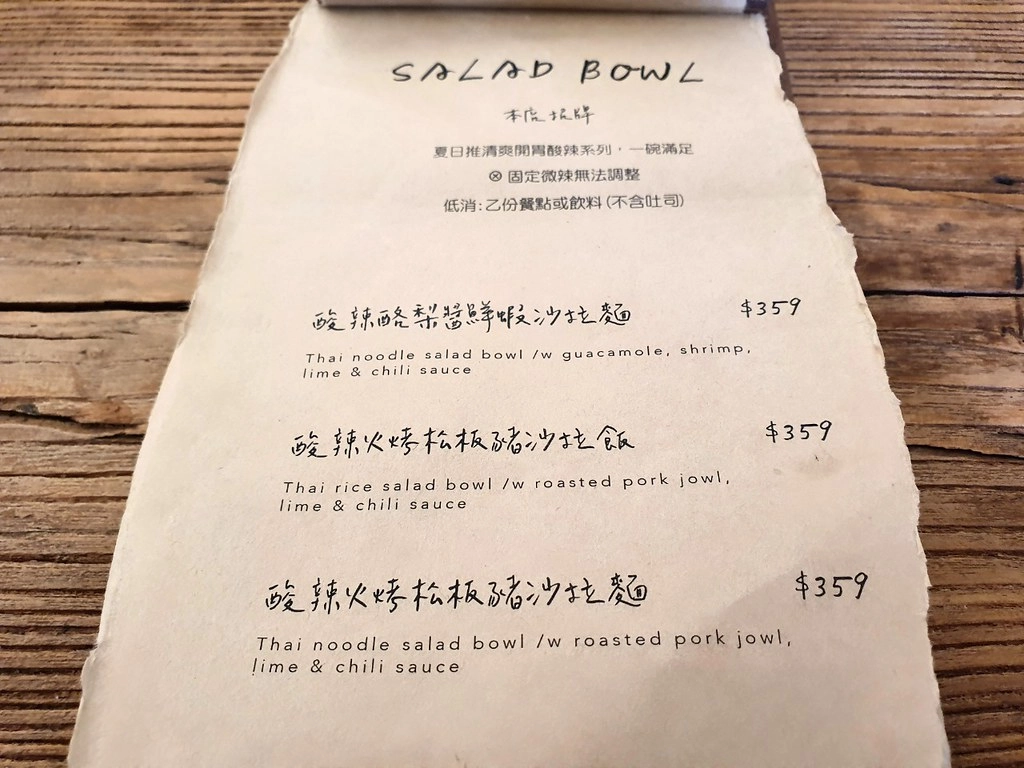 SALAD BOWL
本店招牌
夏日推清爽開胃酸辣系列，一碗滿足
⊗ 固定微辣無法調整
低消:乙份餐點或飲料(不含吐司)
酸辣酪梨醬鮮蝦沙拉麵 $359
Thai noodle salad bowl /w guacamole, shrimp,
lime & chili sauce
酸辣火烤松板豬沙拉飯 $359
Thai rice salad bowl /w roasted pork jowl,
lime & chili sauce
酸辣火烤松板豬沙拉麵 $359
Thai noodle salad bowl /w roasted pork jowl,
lime & chili sauce